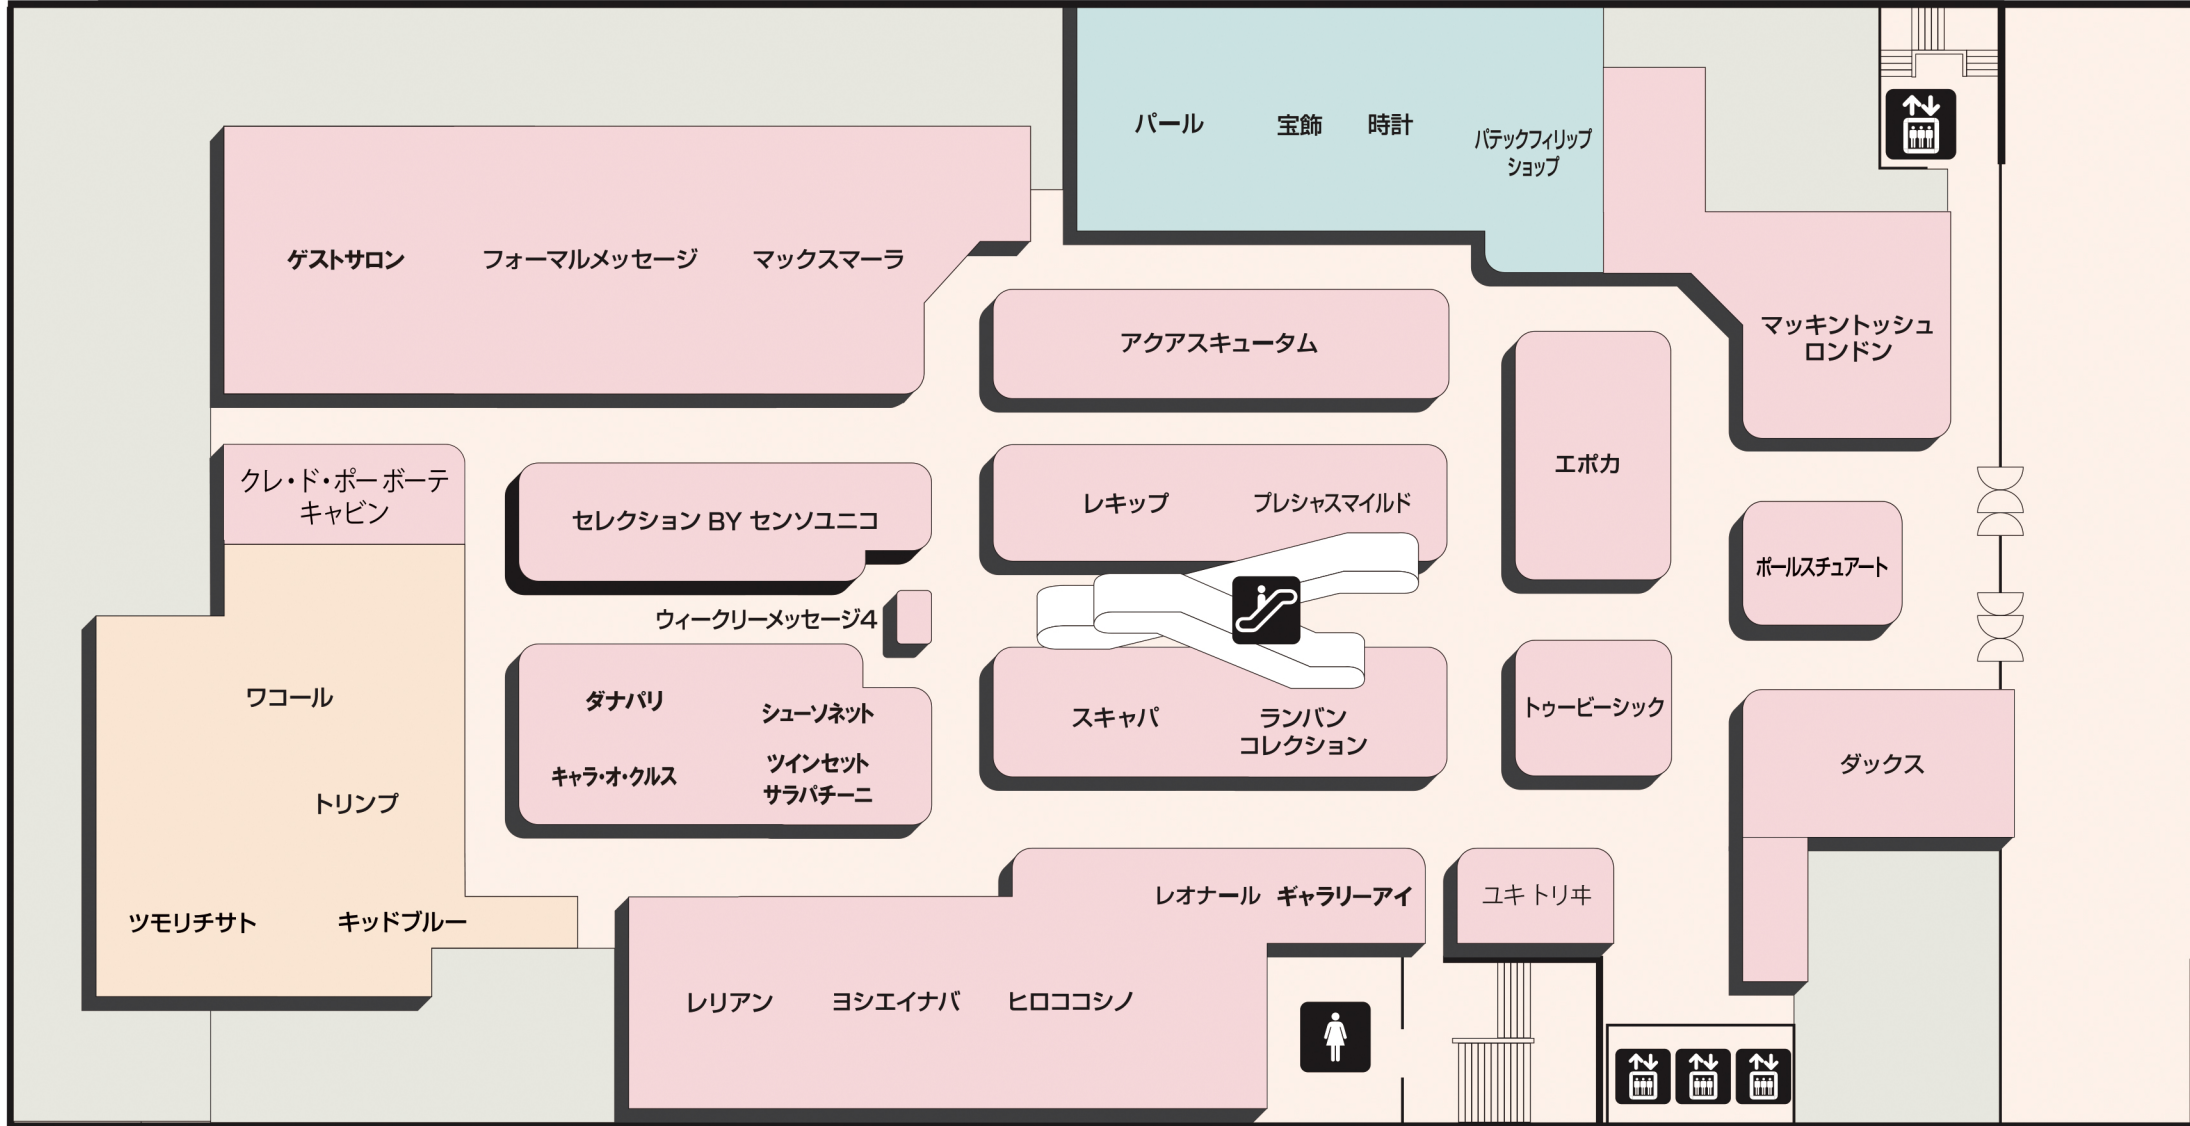 パール
宝飾
時計
パテックフィリップ
ショップ
ゲストサロン
フォーマルメッセージ
マックスマーラ
アクアスキュータム
マッキントッシュ
ロンドン
エポカ
クレ・ド・ポー ボーテ
キャビン
セレクション BY センソユニコ
レキップ
プレシャスマイルド
ポールスチュアート
ウィークリーメッセージ4
ワコール
ダナパリ
シューソネット
スキャパ
ランバン
コレクション
トゥービーシック
キャラ・オ・クルス
ツインセット
サラパチーニ
ダックス
トリンプ
ツモリチサト
キッドブルー
レオナール
ギャラリーアイ
ユキ トリヰ
レリアン
ヨシエイナバ
ヒロココシノ